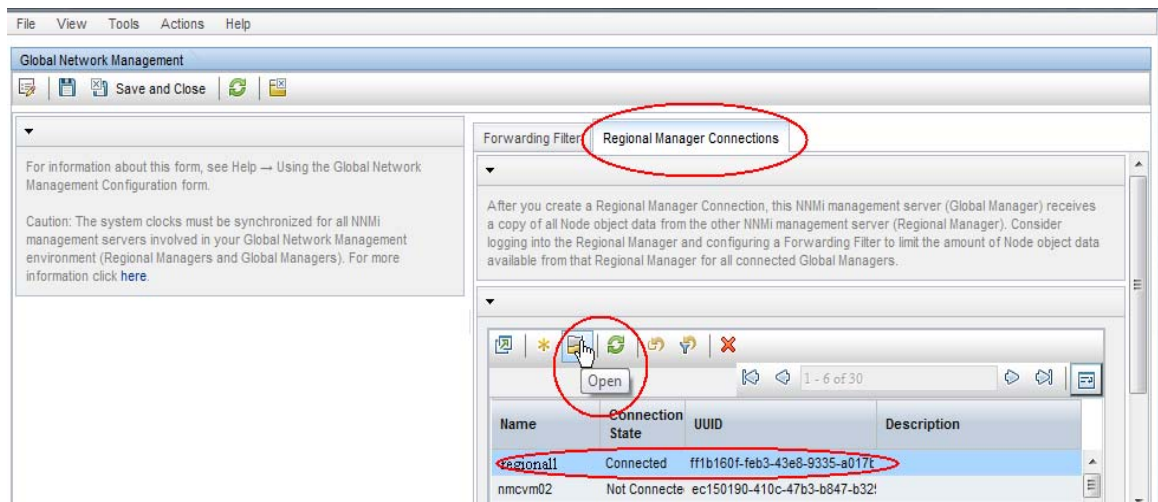 File View Tools Actions Help
Global Network Management
Save and Close
For information about this form, see Help → Using the Global Network
Management Configuration form.
Caution: The system clocks must be synchronized for all NNMi
management servers involved in your Global Network Management
environment (Regional Managers and Global Managers). For more
information click here.
Forwarding Filter Regional Manager Connections
After you create a Regional Manager Connection, this NNMi management server (Global Manager) receives
a copy of all Node object data from the other NNMi management server (Regional Manager). Consider
logging into the Regional Manager and configuring a Forwarding Filter to limit the amount of Node object data
available from that Regional Manager for all connected Global Managers.
Open
1 - 6 of 30
Name Connection State UUID Description
regional1 Connected ff1b160f-feb3-43e8-9335-a017b
nmcvm02 Not Connecte ec150190-410c-47b3-b847-b32